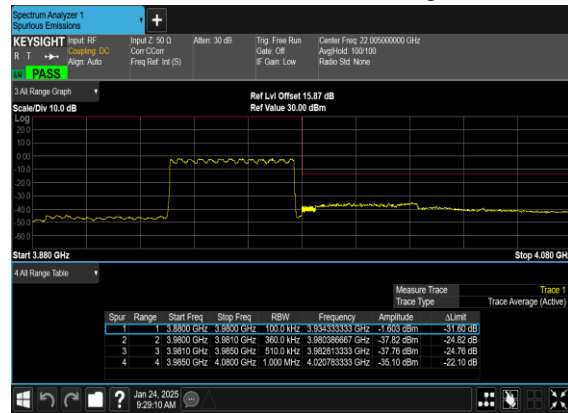 Spectrum Analyzer 1
Spurious Emissions
+
KEYSIGHT Input: RF Input Z: 50 Ω Atten: 30 dB Trig: Free Run Center Freq: 22.005000000 GHz
R T Coupling: DC Corr CCorr Gate: Off Avg|Hold: 100/100
Align: Auto Freq Ref: Int (S) IF Gain: Low Radio Std: None
LXI PASS
3 All Range Graph
Ref Lvl Offset 15.87 dB
Scale/Div 10.0 dB Ref Value 30.00 dBm
Log
20.0
10.0
0.00
-10.0
-20.0
-30.0
-40.0
-50.0
-60.0
Start 3.880 GHz Stop 4.080 GHz
4 All Range Table
Measure Trace Trace 1
Trace Type Trace Average (Active)
Spur Range Start Freq Stop Freq RBW Frequency Amplitude ΔLimit
1 1 3.8800 GHz 3.9800 GHz 100.0 kHz 3.934333333 GHz -1.603 dBm -31.60 dB
2 2 3.9800 GHz 3.9810 GHz 360.0 kHz 3.980386667 GHz -37.82 dBm -24.82 dB
3 3 3.9810 GHz 3.9850 GHz 510.0 kHz 3.982813333 GHz -37.76 dBm -24.76 dB
4 4 3.9850 GHz 4.0800 GHz 1.000 MHz 4.020783333 GHz -35.10 dBm -22.10 dB
? Jan 24, 2025
9:29:10 AM